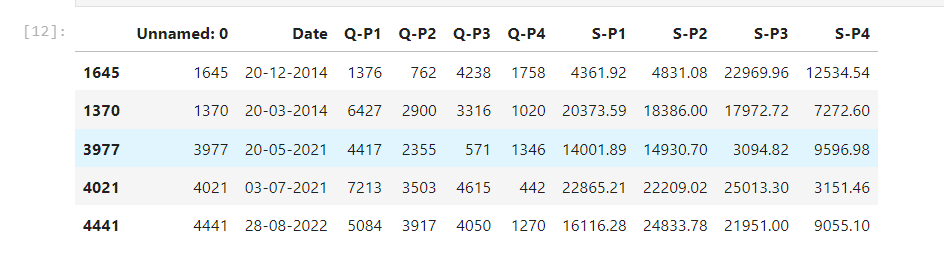 [12]:
Unnamed: 0 Date Q-P1 Q-P2 Q-P3 Q-P4 S-P1 S-P2 S-P3 S-P4
1645 1645 20-12-2014 1376 762 4238 1758 4361.92 4831.08 22969.96 12534.54
1370 1370 20-03-2014 6427 2900 3316 1020 20373.59 18386.00 17972.72 7272.60
3977 3977 20-05-2021 4417 2355 571 1346 14001.89 14930.70 3094.82 9596.98
4021 4021 03-07-2021 7213 3503 4615 442 22865.21 22209.02 25013.30 3151.46
4441 4441 28-08-2022 5084 3917 4050 1270 16116.28 24833.78 21951.00 9055.10